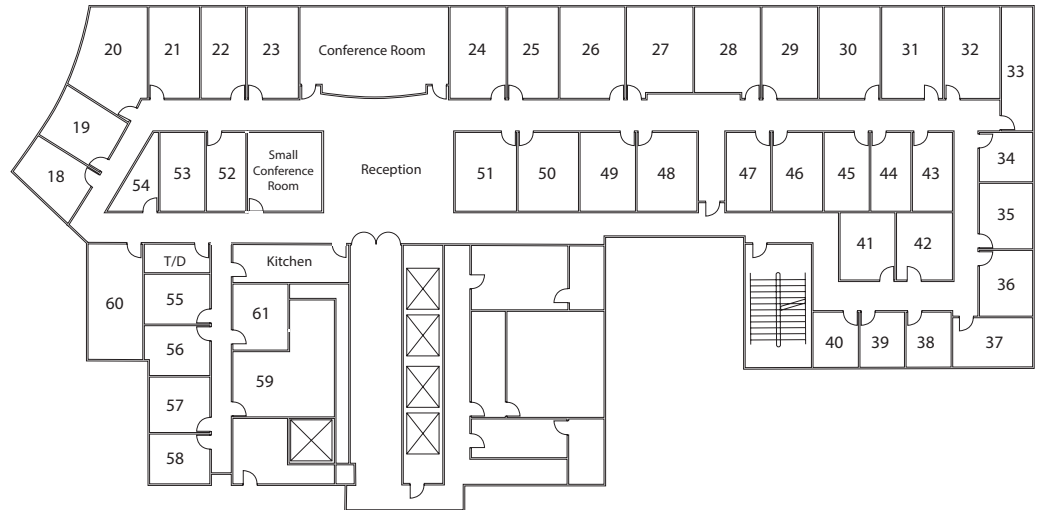 20 21 22 23 Conference Room 24 25 26 27 28 29 30 31 32
33
19
18
54 53 52
Small
Conference
Room
Reception
51 50 49 48 47 46 45 44 43
34
35
41 42
T/D
Kitchen
60
55
61
36
56
59
40 39 38 37
57
58